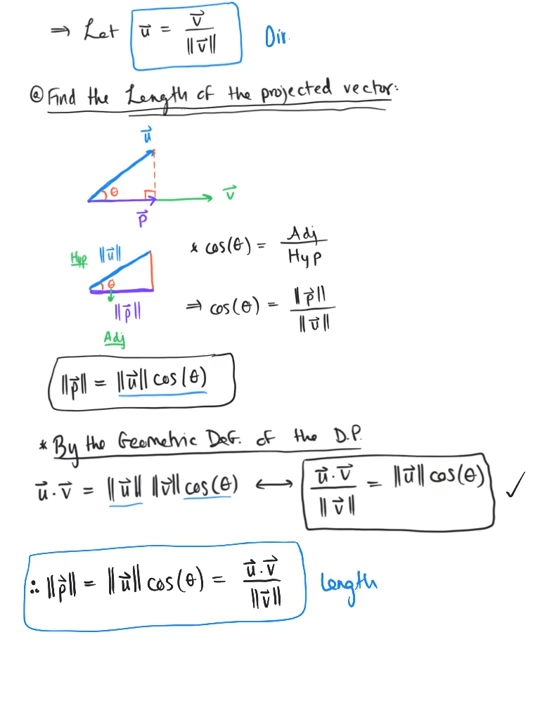 ⇒ Let u⃗ = v⃗ / ||v⃗|| Dir.
ⓐ Find the Length of the projected vector:
u⃗
θ
v⃗
p⃗
Hyp ||u⃗|| * cos(θ) = Adj / Hyp
θ
||p⃗|| ⇒ cos(θ) = ||p⃗|| / ||u⃗||
Adj
||p⃗|| = ||u⃗|| cos(θ)
* By the Geometric Def. of the D.P.
u⃗·v⃗ = ||u⃗|| ||v⃗|| cos(θ) ⟷ u⃗·v⃗ / ||v⃗|| = ||u⃗|| cos(θ) ✓
∴ ||p⃗|| = ||u⃗|| cos(θ) = u⃗·v⃗ / ||v⃗|| Length